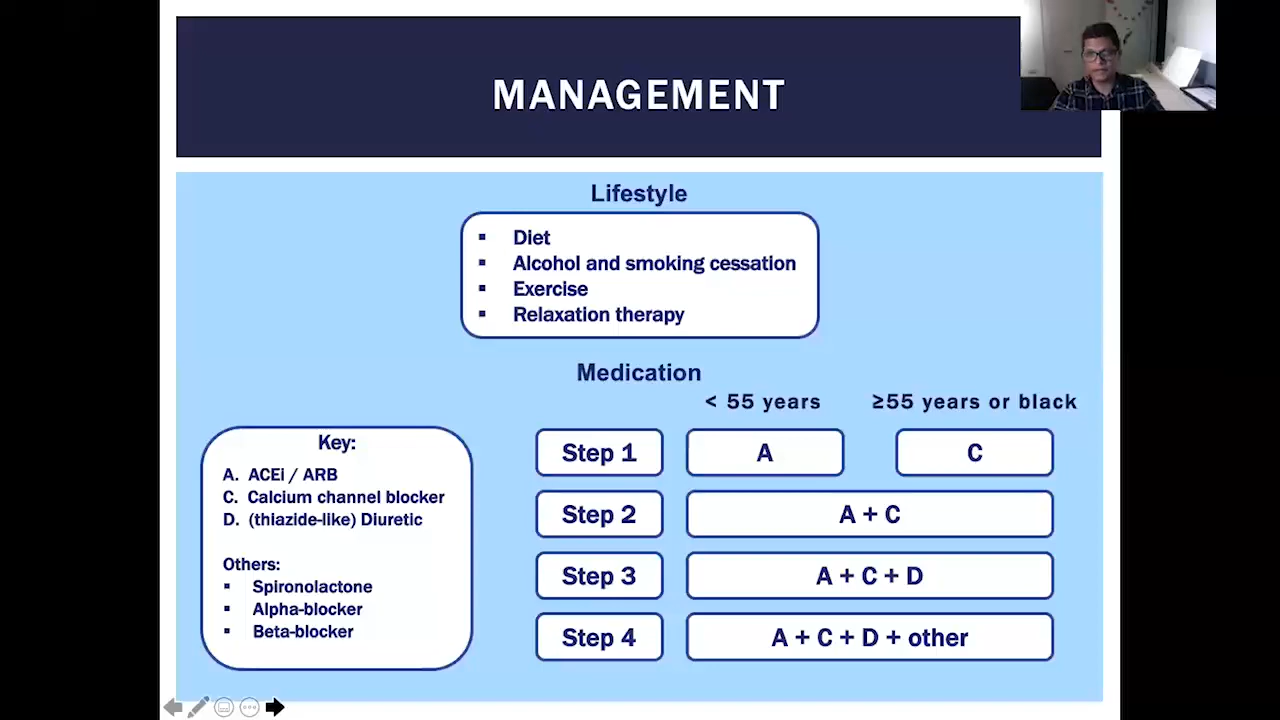 MANAGEMENT
Lifestyle
▪ Diet
▪ Alcohol and smoking cessation
▪ Exercise
▪ Relaxation therapy
Medication
< 55 years
≥55 years or black
Key:
A. ACEi / ARB
C. Calcium channel blocker
D. (thiazide-like) Diuretic
Others:
▪ Spironolactone
▪ Alpha-blocker
▪ Beta-blocker
Step 1 A C
Step 2 A + C
Step 3 A + C + D
Step 4 A + C + D + other